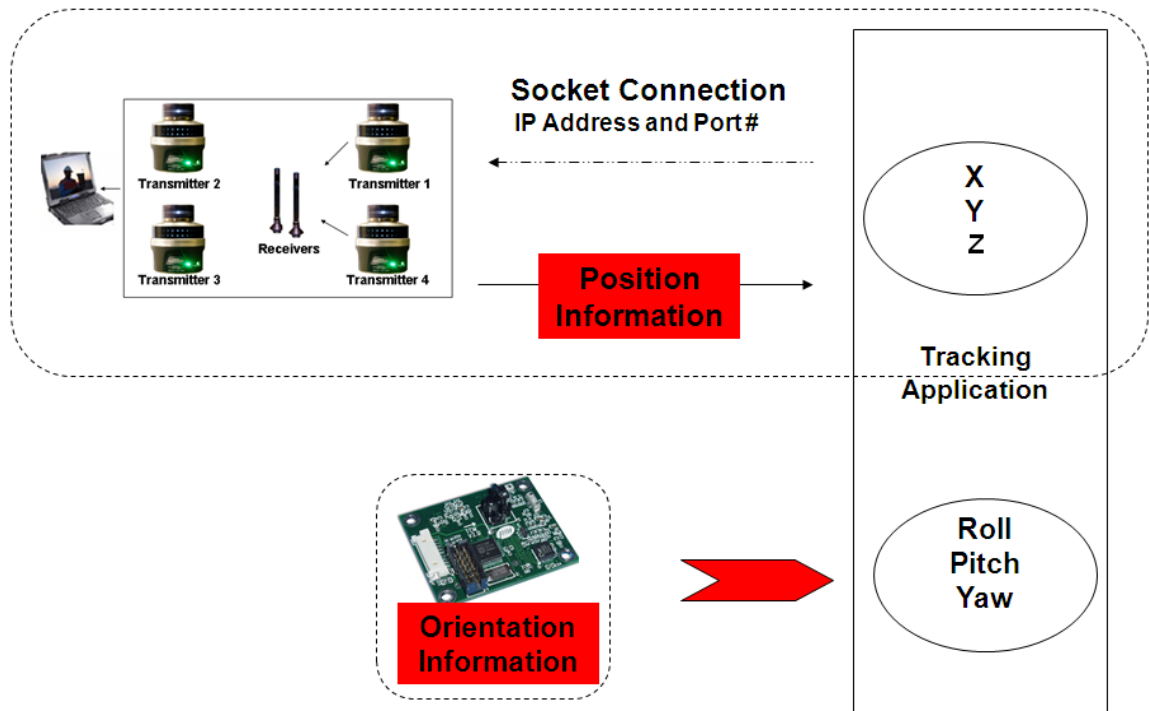 Socket Connection
IP Address and Port #
Transmitter 2
Transmitter 1
Receivers
Transmitter 3
Transmitter 4
Position
Information
X
Y
Z
Tracking
Application
Orientation
Information
Roll
Pitch
Yaw